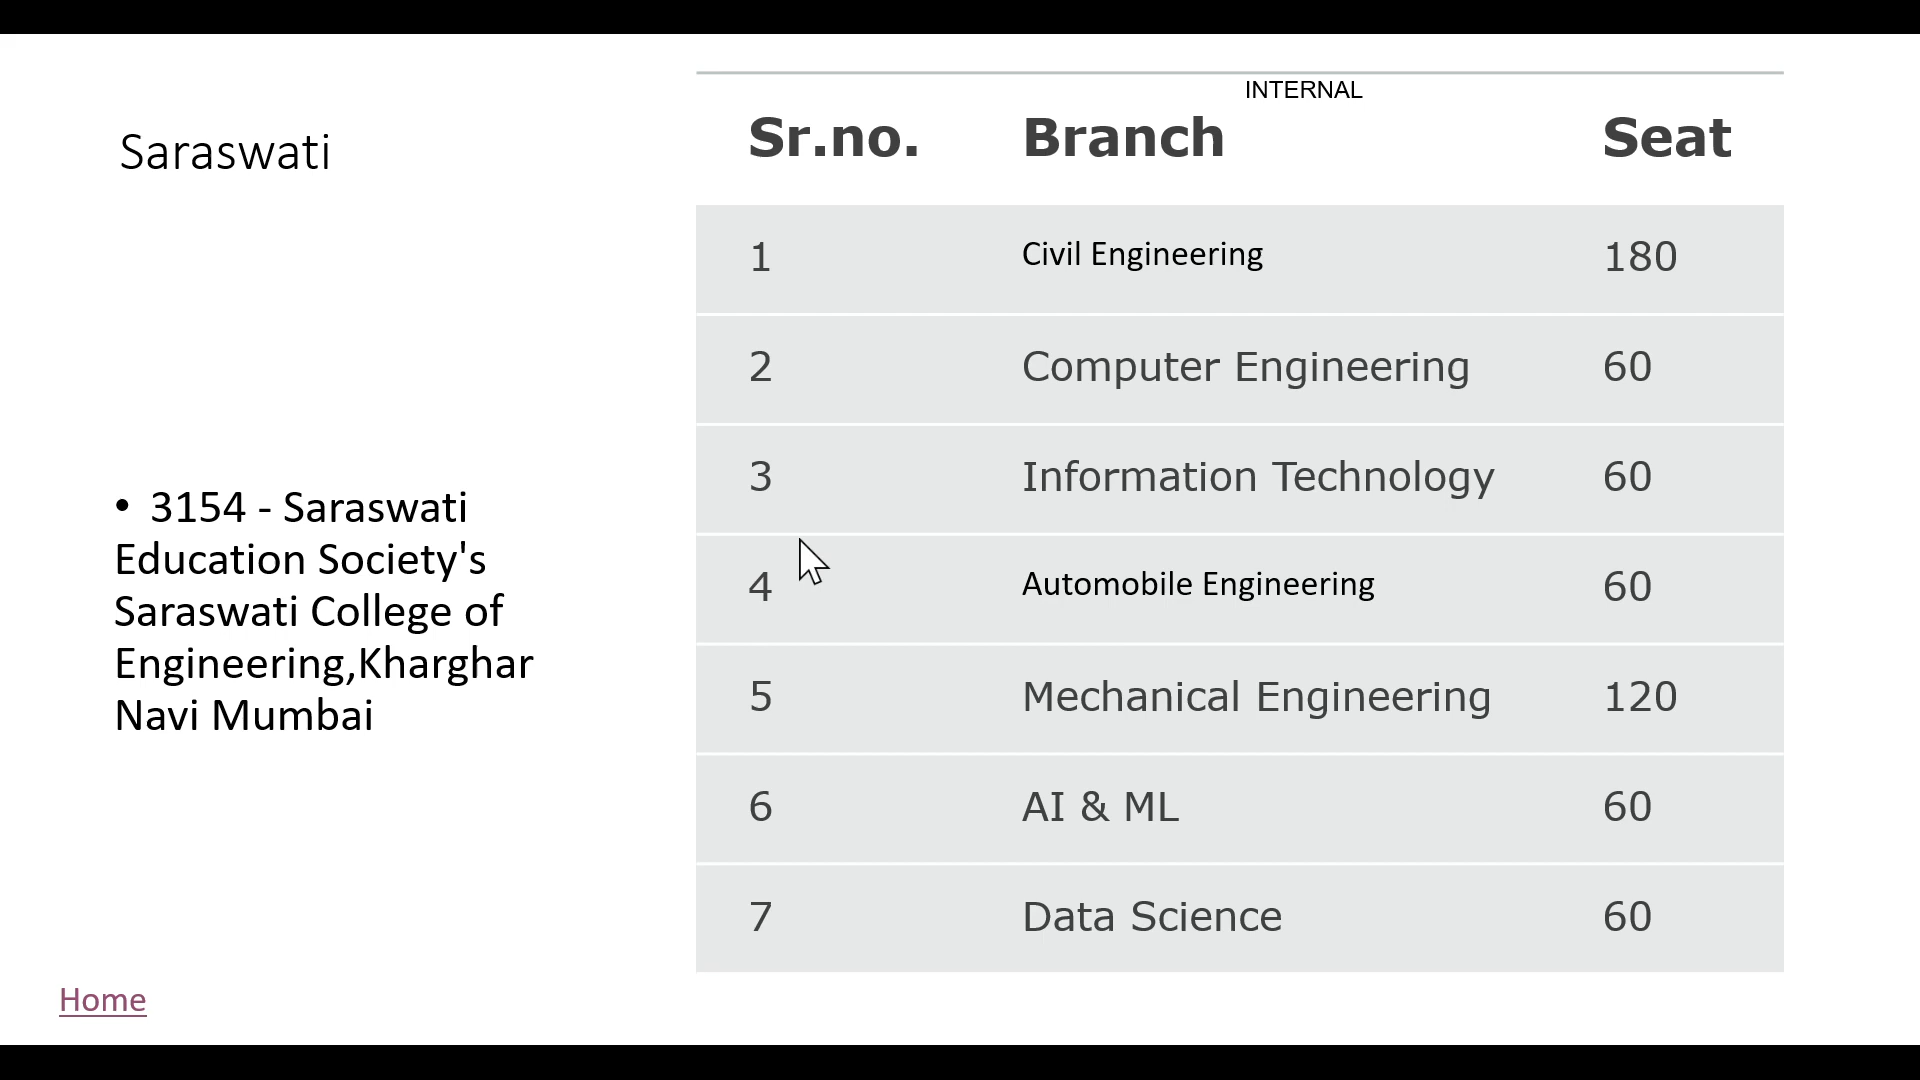 INTERNAL
Saraswati
Sr.no. Branch Seat
1 Civil Engineering 180
2 Computer Engineering 60
3 Information Technology 60
4 Automobile Engineering 60
5 Mechanical Engineering 120
6 AI & ML 60
7 Data Science 60
• 3154 - Saraswati
Education Society's
Saraswati College of
Engineering,Kharghar
Navi Mumbai
Home